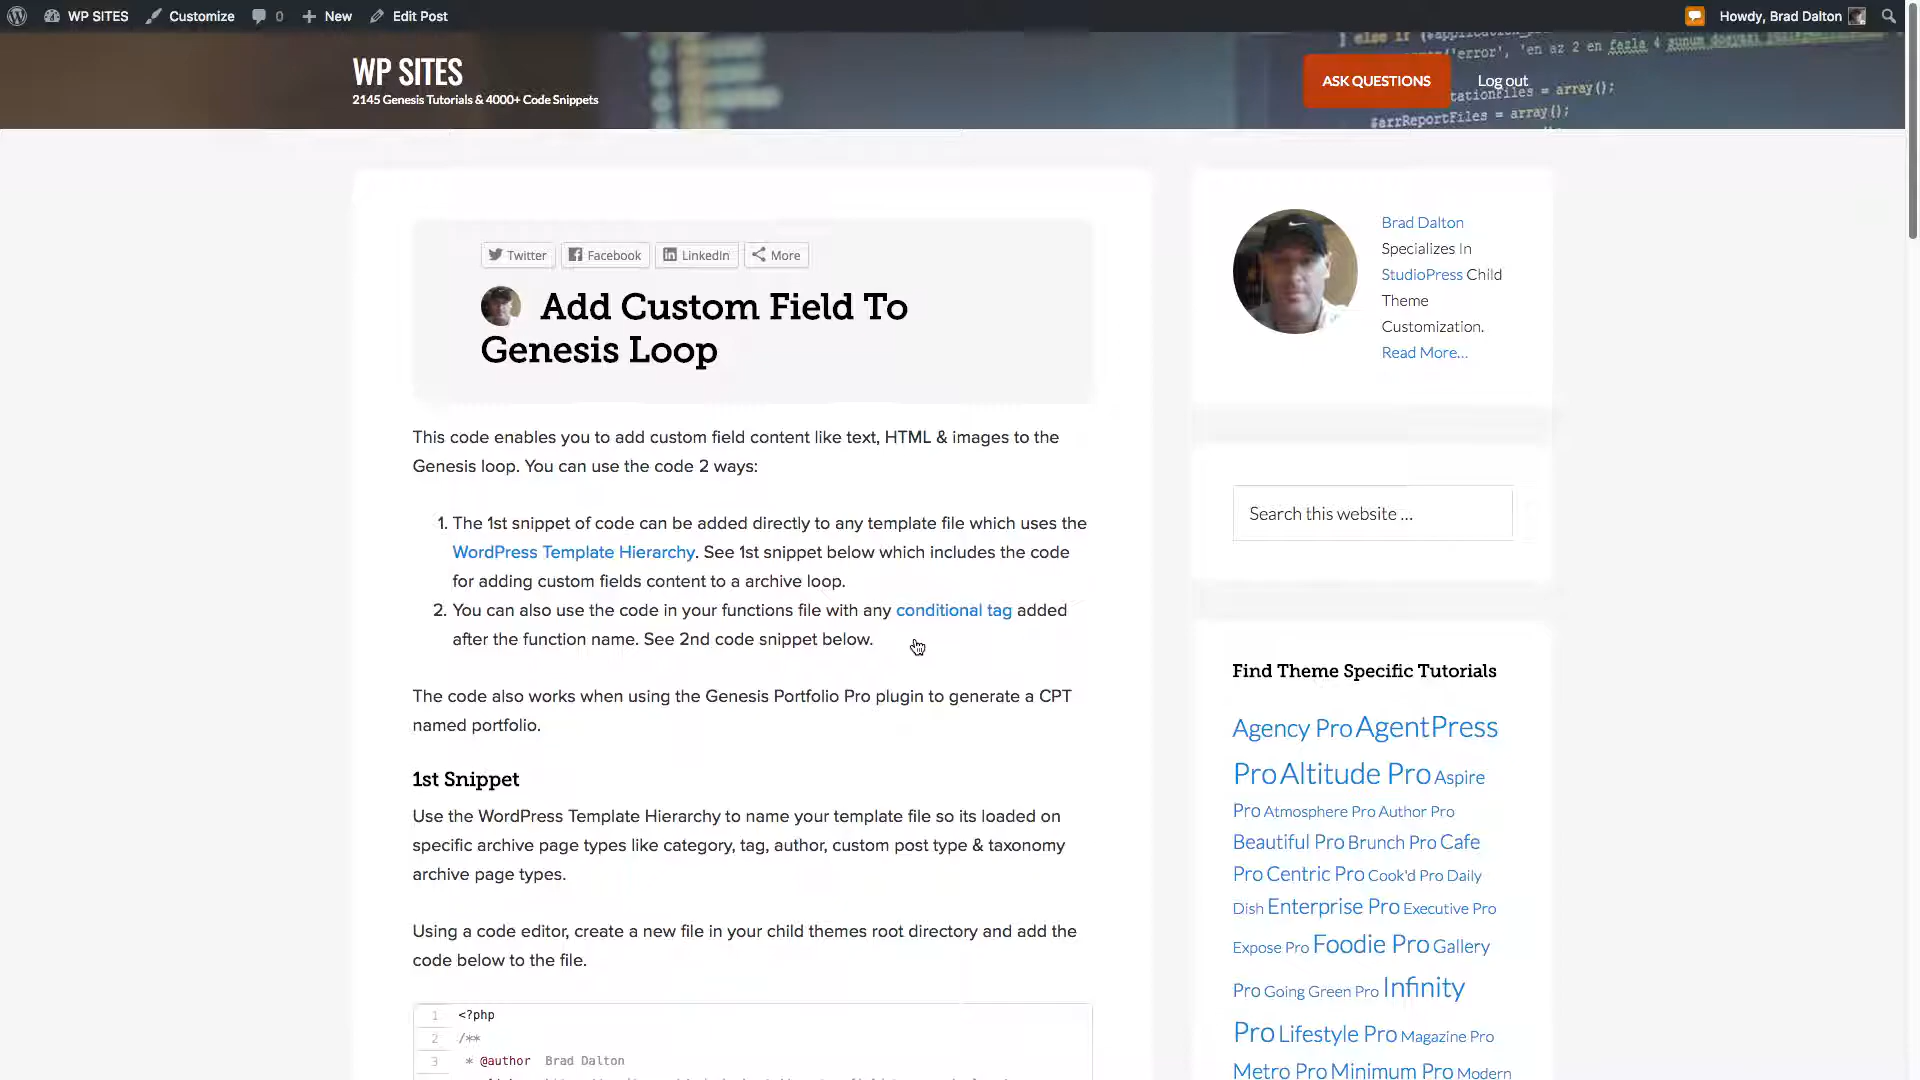 WP SITES Customize 0 New Edit Post Howdy, Brad Dalton
WP SITES
2145 Genesis Tutorials & 4000+ Code Snippets
ASK QUESTIONS
Log out
'error', 'en az 2 en fazla 4
= array();
$arrReportFiles = array();
Twitter Facebook LinkedIn More
Add Custom Field To
Genesis Loop
This code enables you to add custom field content like text, HTML & images to the
Genesis loop. You can use the code 2 ways:
1. The 1st snippet of code can be added directly to any template file which uses the
WordPress Template Hierarchy. See 1st snippet below which includes the code
for adding custom fields content to a archive loop.
2. You can also use the code in your functions file with any conditional tag added
after the function name. See 2nd code snippet below.
The code also works when using the Genesis Portfolio Pro plugin to generate a CPT
named portfolio.
1st Snippet
Use the WordPress Template Hierarchy to name your template file so its loaded on
specific archive page types like category, tag, author, custom post type & taxonomy
archive page types.
Using a code editor, create a new file in your child themes root directory and add the
code below to the file.
1 <?php
2 /**
3 * @author Brad Dalton
Brad Dalton
Specializes In
StudioPress Child
Theme
Customization.
Read More…
Search this website …
Find Theme Specific Tutorials
Agency Pro AgentPress
Pro Altitude Pro Aspire
Pro Atmosphere Pro Author Pro
Beautiful Pro Brunch Pro Cafe
Pro Centric Pro Cook'd Pro Daily
Dish Enterprise Pro Executive Pro
Expose Pro Foodie Pro Gallery
Pro Going Green Pro Infinity
Pro Lifestyle Pro Magazine Pro
Metro Pro Minimum Pro Modern